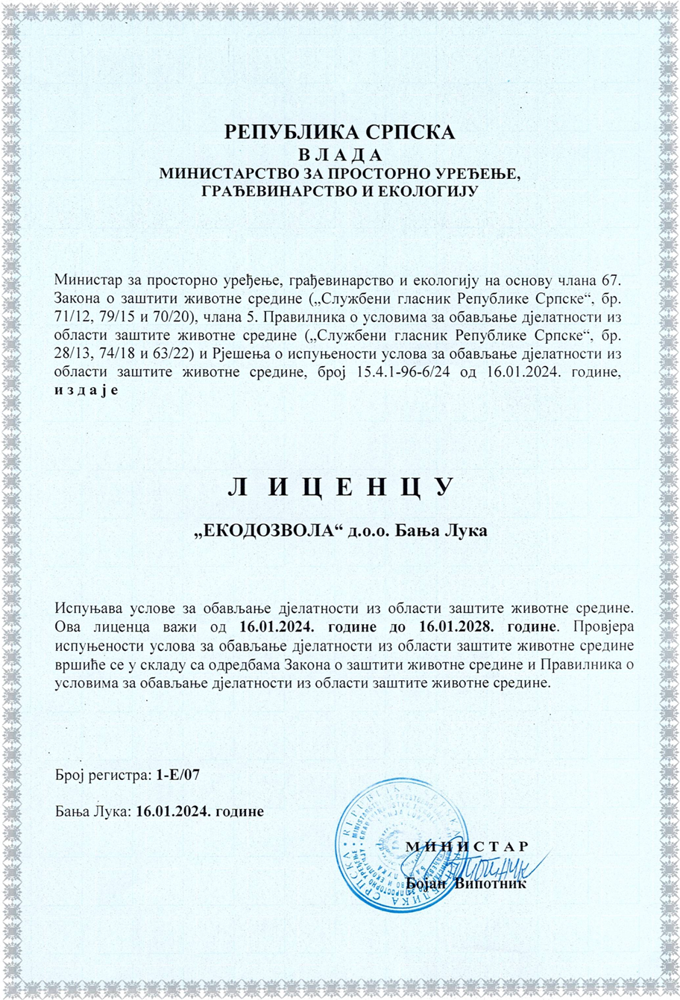 РЕПУБЛИКА СРПСКА
В Л А Д А
МИНИСТАРСТВО ЗА ПРОСТОРНО УРЕЂЕЊЕ,
ГРАЂЕВИНАРСТВО И ЕКОЛОГИЈУ
Министар за просторно уређење, грађевинарство и екологију на основу члана 67.
Закона о заштити животне средине („Службени гласник Републике Српске“, бр.
71/12, 79/15 и 70/20), члана 5. Правилника о условима за обављање дјелатности из
области заштите животне средине („Службени гласник Републике Српске“, бр.
28/13, 74/18 и 63/22) и Рјешења о испуњености услова за обављање дјелатности из
области заштите животне средине, број 15.4.1-96-6/24 од 16.01.2024. године,
и з д а ј е
Л И Ц Е Н Ц У
„ЕКОДОЗВОЛА“ д.о.о. Бања Лука
Испуњава услове за обављање дјелатности из области заштите животне средине.
Ова лиценца важи од 16.01.2024. године до 16.01.2028. године. Провјера
испуњености услова за обављање дјелатности из области заштите животне средине
вршиће се у складу са одредбама Закона о заштити животне средине и Правилника о
условима за обављање дјелатности из области заштите животне средине.
Број регистра: 1-Е/07
Бања Лука: 16.01.2024. године
М И Н И С Т А Р
Бојан Випотник